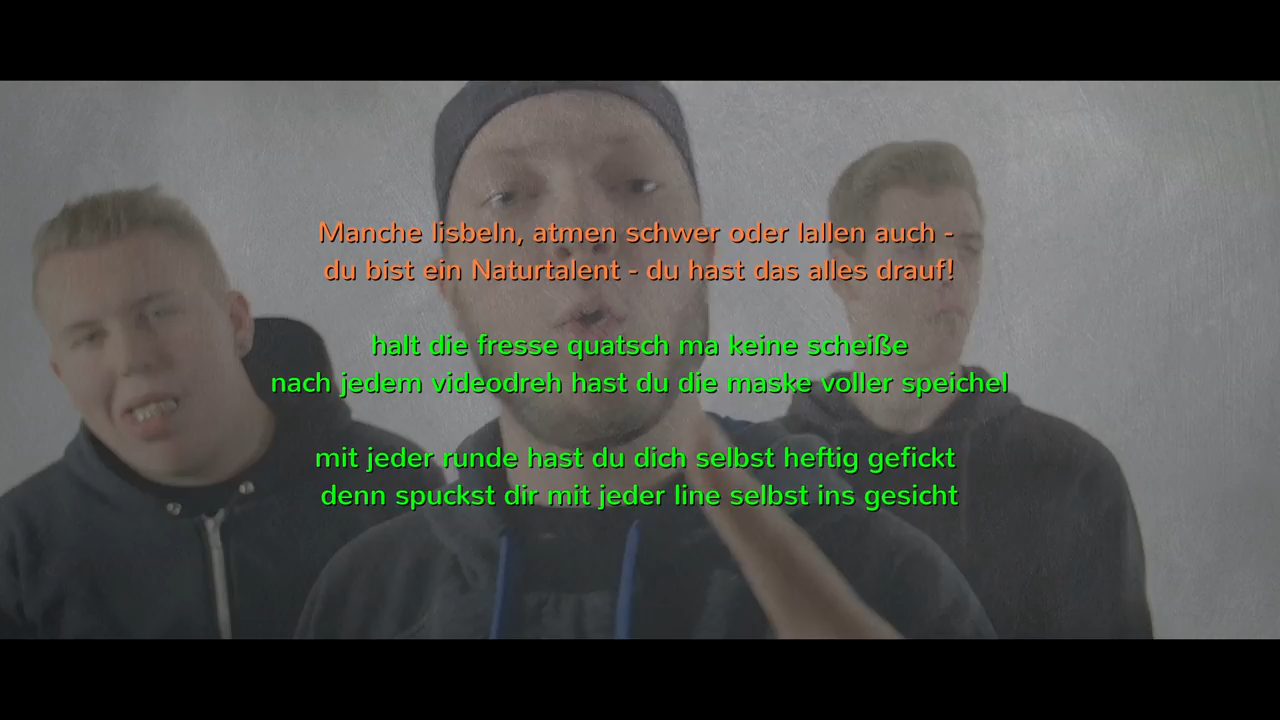 Manche lisbeln, atmen schwer oder lallen auch -
du bist ein Naturtalent - du hast das alles drauf!
halt die fresse quatsch ma keine scheiße
nach jedem videodreh hast du die maske voller speichel
mit jeder runde hast du dich selbst heftig gefickt
denn spuckst dir mit jeder line selbst ins gesicht